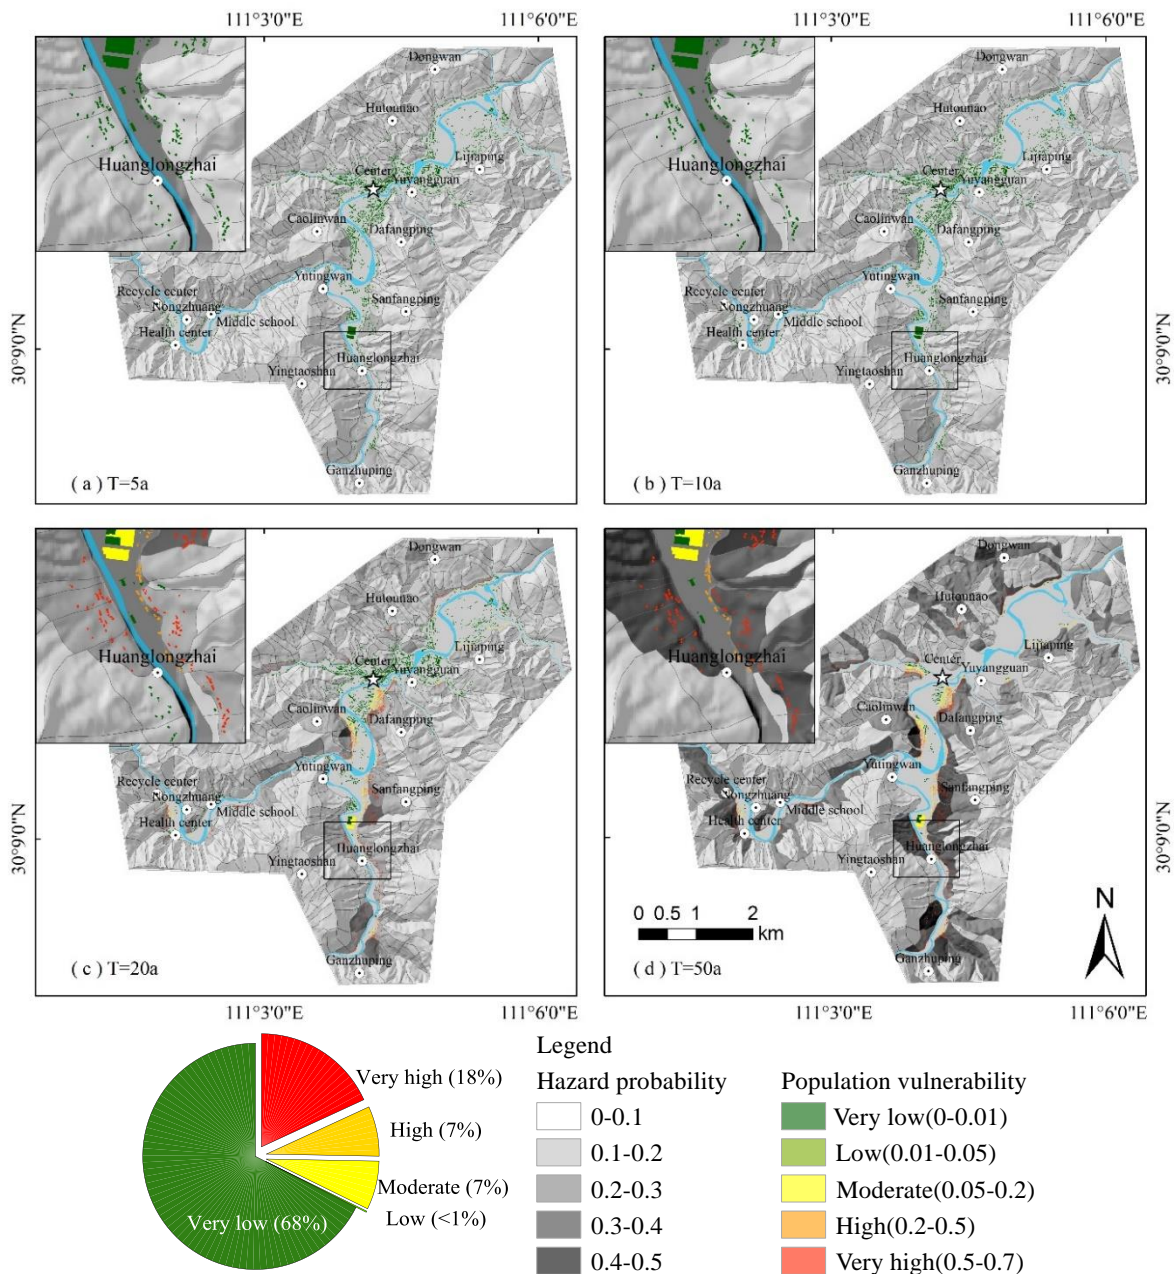 111°3'0"E
111°6'0"E
111°3'0"E
111°6'0"E
30°9'0"N
Huanglongzhai
Dongwan
Hutounao
Lijiaping
Center
Yuyangguan
Caolinwan
Dafangping
Yutingwan
Recycle center
Nongzhuang
Sanfangping
Middle school
Health center
Huanglongzhai
Yingtaoshan
Ganzhuping
( a ) T=5a
Huanglongzhai
Dongwan
Hutounao
Lijiaping
Center
Yuyangguan
Caolinwan
Dafangping
Yutingwan
Recycle center
Nongzhuang
Sanfangping
Middle school
Health center
Huanglongzhai
Yingtaoshan
Ganzhuping
( b ) T=10a
30°9'0"N
30°9'0"N
Huanglongzhai
Dongwan
Hutounao
Lijiaping
Center
Yuyangguan
Caolinwan
Dafangping
Yutingwan
Recycle center
Nongzhuang
Sanfangping
Middle school
Health center
Huanglongzhai
Yingtaoshan
Ganzhuping
( c ) T=20a
Huanglongzhai
Dongwan
Hutounao
Lijiaping
Center
Yuyangguan
Caolinwan
Dafangping
Yutingwan
Recycle center
Nongzhuang
Sanfangping
Middle school
Health center
Huanglongzhai
Yingtaoshan
Ganzhuping
0 0.5 1 2
km
N
( d ) T=50a
30°9'0"N
111°3'0"E
111°6'0"E
111°3'0"E
111°6'0"E
Very high (18%)
High (7%)
Moderate (7%)
Low (<1%)
Very low (68%)
Legend
Hazard probability
0-0.1
0.1-0.2
0.2-0.3
0.3-0.4
0.4-0.5
Population vulnerability
Very low(0-0.01)
Low(0.01-0.05)
Moderate(0.05-0.2)
High(0.2-0.5)
Very high(0.5-0.7)